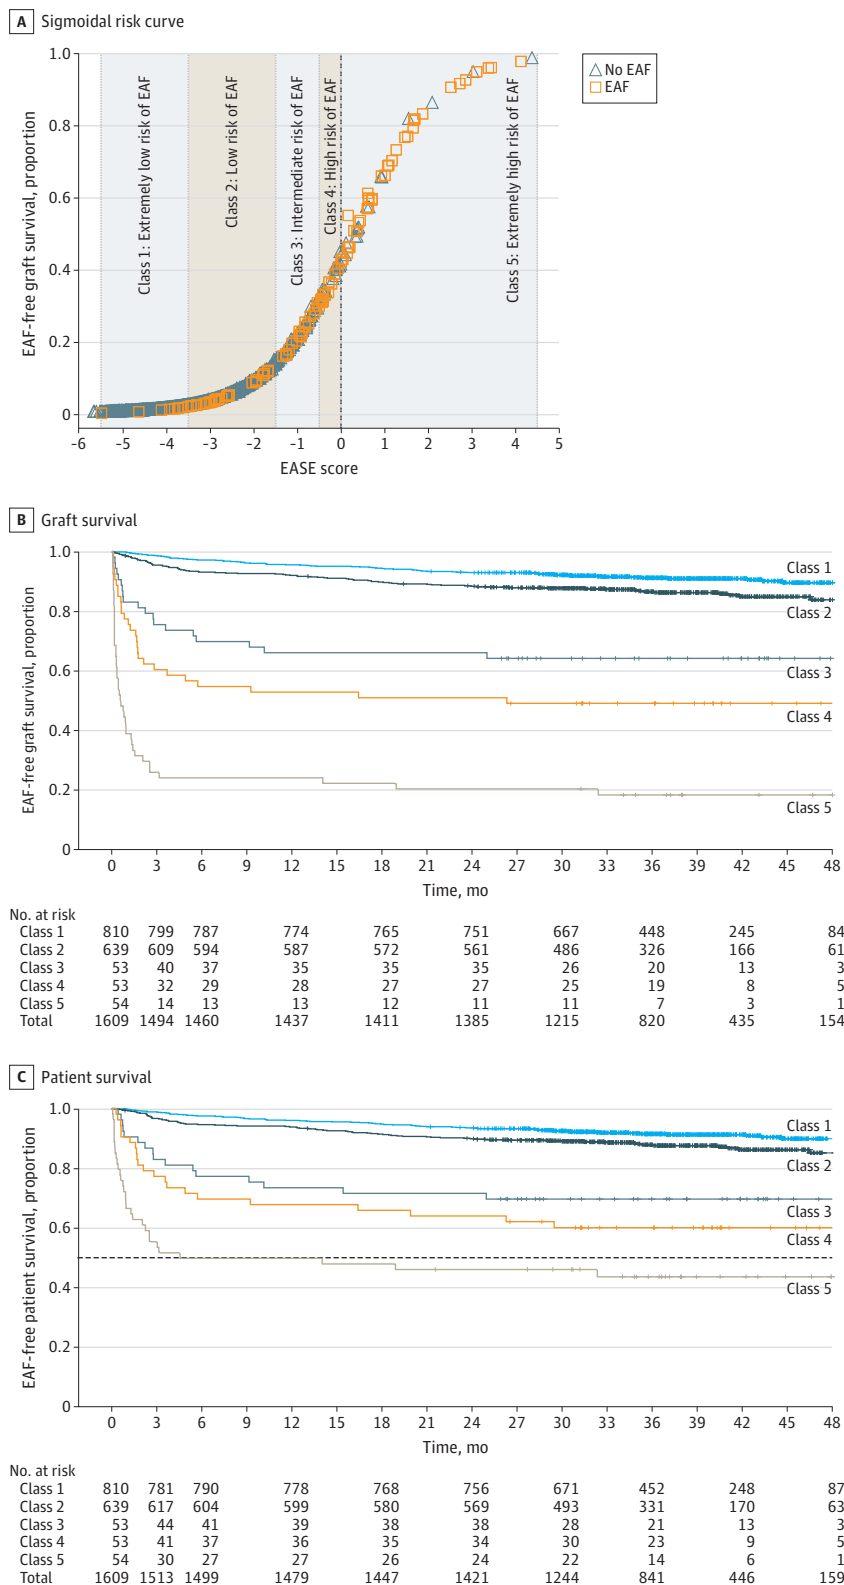 A Sigmoidal risk curve
EAF-free graft survival, proportion
1.0
0.8
0.6
0.4
0.2
0
Class 1: Extremely low risk of EAF
Class 2: Low risk of EAF
Class 3: Intermediate risk of EAF
Class 4: High risk of EAF
Class 5: Extremely high risk of EAF
No EAF
EAF
-6 -5 -4 -3 -2 -1 0 1 2 3 4 5
EASE score
B Graft survival
EAF-free graft survival, proportion
1.0
0.8
0.6
0.4
0.2
0
Class 1
Class 2
Class 3
Class 4
Class 5
0 3 6 9 12 15 18 21 24 27 30 33 36 39 42 45 48
Time, mo
No. at risk
Class 1 810 799 787 774 765 751 667 448 245 84
Class 2 639 609 594 587 572 561 486 326 166 61
Class 3 53 40 37 35 35 35 26 20 13 3
Class 4 53 32 29 28 27 27 25 19 8 5
Class 5 54 14 13 13 12 11 11 7 3 1
Total 1609 1494 1460 1437 1411 1385 1215 820 435 154
C Patient survival
EAF-free patient survival, proportion
1.0
0.8
0.6
0.4
0.2
0
Class 1
Class 2
Class 3
Class 4
Class 5
0 3 6 9 12 15 18 21 24 27 30 33 36 39 42 45 48
Time, mo
No. at risk
Class 1 810 781 790 778 768 756 671 452 248 87
Class 2 639 617 604 599 580 569 493 331 170 63
Class 3 53 44 41 39 38 38 28 21 13 3
Class 4 53 41 37 36 35 34 30 23 9 5
Class 5 54 30 27 27 26 24 22 14 6 1
Total 1609 1513 1499 1479 1447 1421 1244 841 446 159